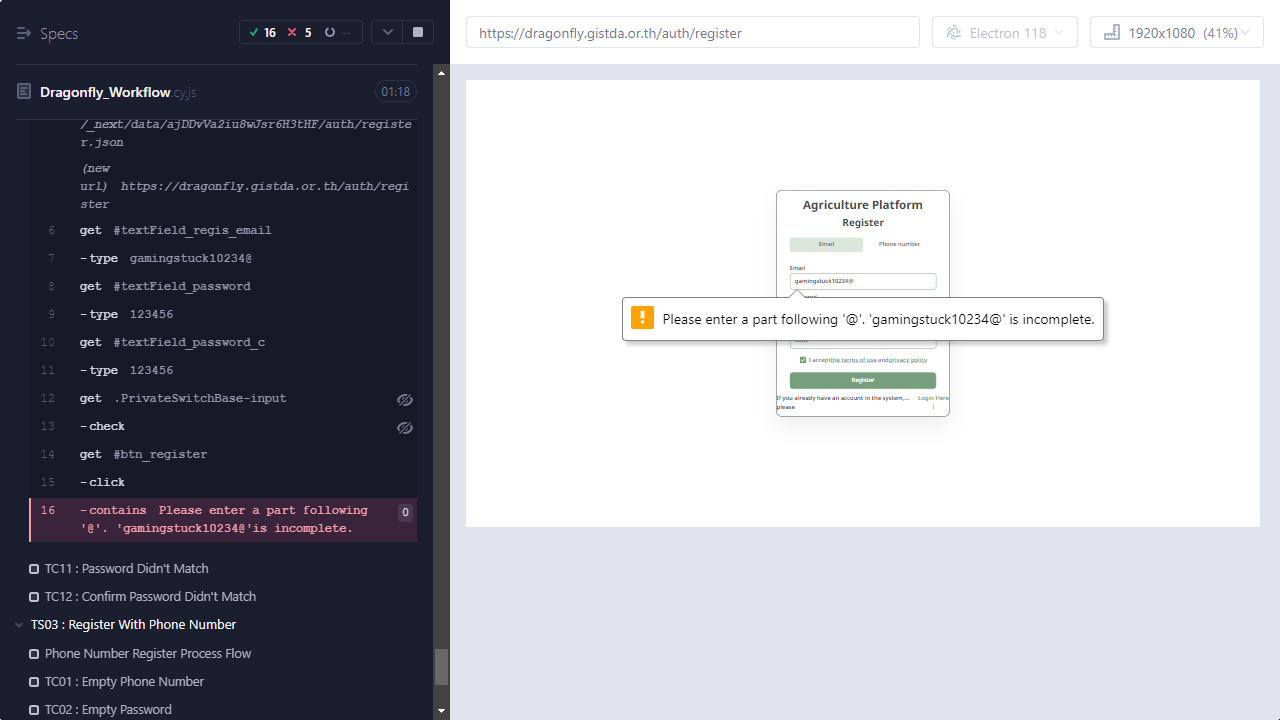 Specs
16 5 --
Dragonfly_Workflow.cy.js
01:18
/_next/data/ajDDvVa2iu8wJsr6H3tHF/auth/registe
r.json
(new
url) https://dragonfly.gistda.or.th/auth/regi
ster
6 get #textfield_regis_email
7 -type gamingstuck10234@
8 get #textfield_password
9 -type 123456
10 get #textfield_password_c
11 -type 123456
12 get .PrivateSwitchBase-input
13 -check
14 get #btn_register
15 -click
16 -contains Please enter a part following
'@'. 'gamingstuck10234@'is incomplete.
0
TC11 : Password Didn't Match
TC12 : Confirm Password Didn't Match
TS03 : Register With Phone Number
Phone Number Register Process Flow
TC01 : Empty Phone Number
TC02 : Empty Password
https://dragonfly.gistda.or.th/auth/register
Electron 118
1920x1080 (41%)
Agriculture Platform
Register
Email Phone number
Email
gamingstuck10234@
Please enter a part following '@'. 'gamingstuck10234@' is incomplete.
I accept the terms of use and privacy policy
Register
If you already have an account in the system,... please
Login Here !